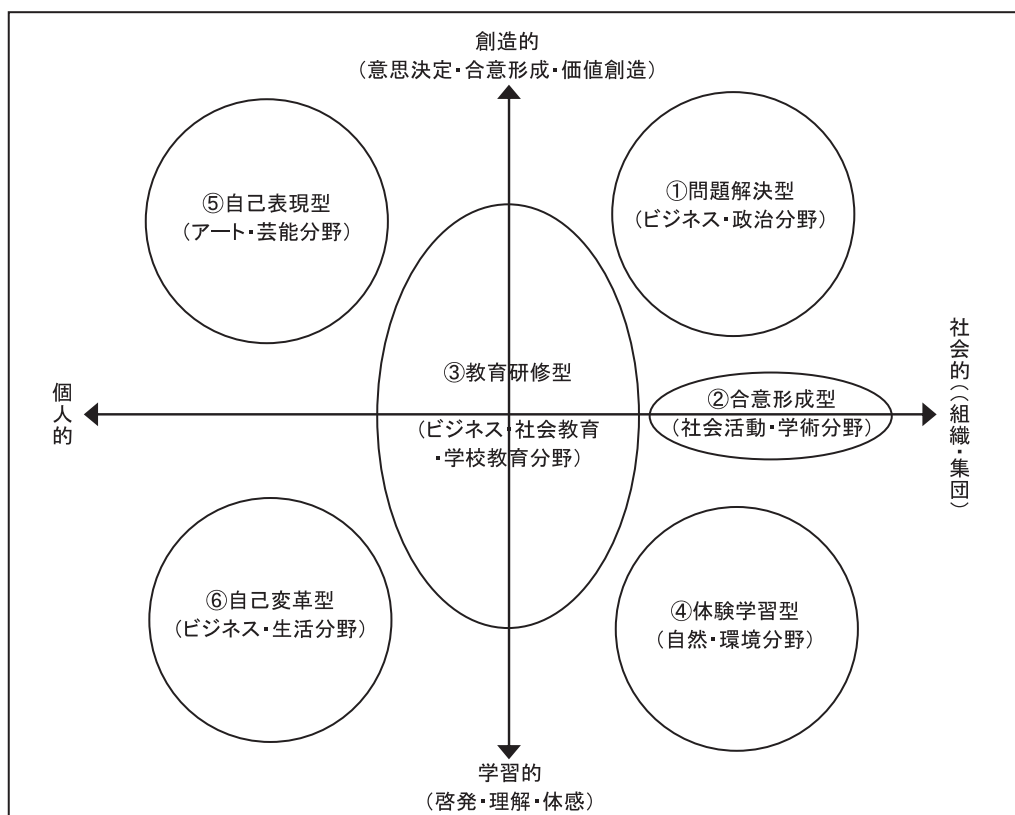 創造的
(意思決定・合意形成・価値創造)
⑤自己表現型
(アート・芸能分野)
①問題解決型
(ビジネス・政治分野)
個人的
③教育研修型
(ビジネス・社会教育
・学校教育分野)
②合意形成型
(社会活動・学術分野)
社会的((組織・集団)
⑥自己変革型
(ビジネス・生活分野)
④体験学習型
(自然・環境分野)
学習的
(啓発・理解・体感)